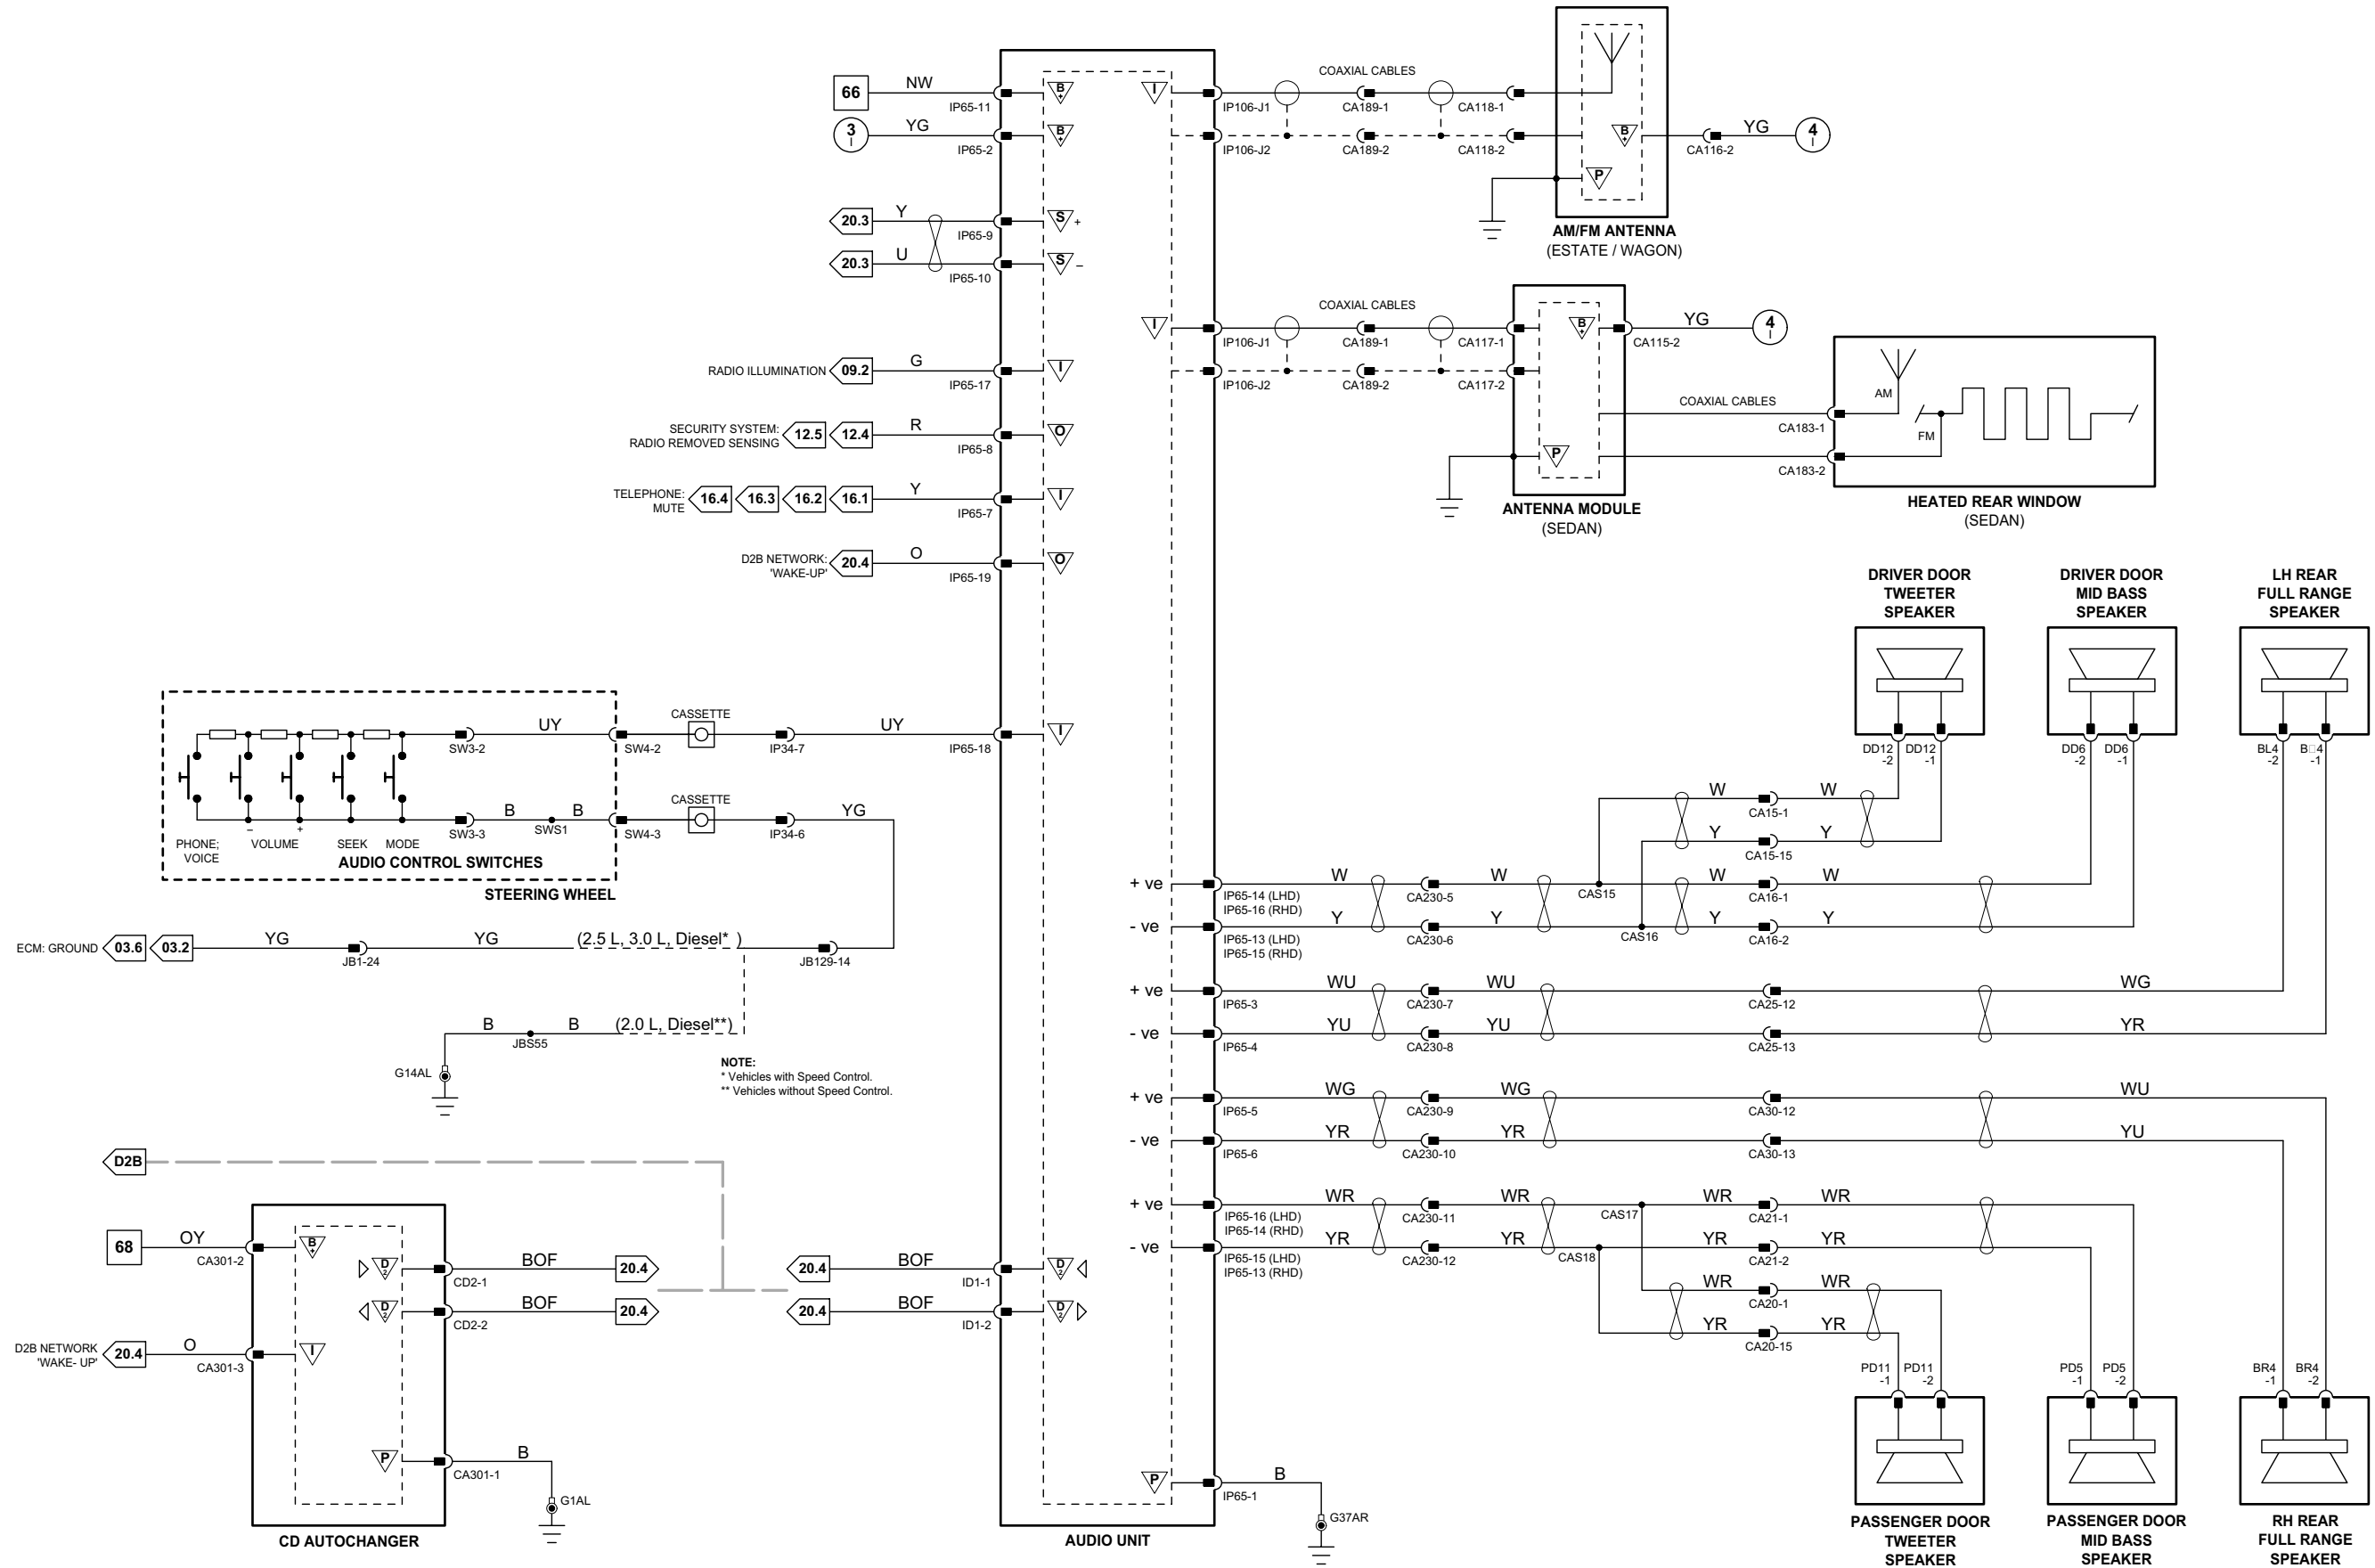 66
NW
IP65-11
B
+
3
I
YG
IP65-2
B
+
20.3
Y
IP65-9
S
+
20.3
U
IP65-10
S
–
RADIO ILLUMINATION
09.2
G
IP65-17
I
SECURITY SYSTEM:
RADIO REMOVED SENSING
12.5
12.4
R
IP65-8
O
TELEPHONE:
MUTE
16.4
16.3
16.2
16.1
Y
IP65-7
I
D2B NETWORK:
'WAKE-UP'
20.4
O
IP65-19
O
I
IP106-J1
COAXIAL CABLES
CA189-1
CA118-1
IP106-J2
CA189-2
CA118-2
B
+
P
CA116-2
YG
4
I
AM/FM ANTENNA
(ESTATE / WAGON)
I
IP106-J1
COAXIAL CABLES
CA189-1
CA117-1
IP106-J2
CA189-2
CA117-2
B
+
P
CA115-2
YG
4
I
ANTENNA MODULE
(SEDAN)
COAXIAL CABLES
CA183-1
CA183-2
AM
FM
HEATED REAR WINDOW
(SEDAN)
DRIVER DOOR
TWEETER
SPEAKER
DRIVER DOOR
MID BASS
SPEAKER
LH REAR
FULL RANGE
SPEAKER
DD12
-2
DD12
-1
DD6
-2
DD6
-1
BL4
-2
B□4
-1
UY
SW3-2
SW4-2
CASSETTE
IP34-7
UY
IP65-18
I
B
B
SW3-3
SWS1
SW4-3
CASSETTE
IP34-6
YG
PHONE;
VOICE
–
+
VOLUME
SEEK
MODE
AUDIO CONTROL SWITCHES
STEERING WHEEL
ECM: GROUND
03.6
03.2
YG
JB1-24
YG
(2.5 L, 3.0 L, Diesel* )
JB129-14
B
JBS55
B
(2.0 L, Diesel**)
G14AL
NOTE:
* Vehicles with Speed Control.
** Vehicles without Speed Control.
W
CA15-1
W
Y
CA15-15
Y
+ ve
IP65-14 (LHD)
IP65-16 (RHD)
W
CA230-5
W
CAS15
W
CA16-1
W
- ve
IP65-13 (LHD)
IP65-15 (RHD)
Y
CA230-6
Y
CAS16
Y
CA16-2
Y
+ ve
IP65-3
WU
CA230-7
WU
CA25-12
WG
- ve
IP65-4
YU
CA230-8
YU
CA25-13
YR
+ ve
IP65-5
WG
CA230-9
WG
CA30-12
WU
- ve
IP65-6
YR
CA230-10
YR
CA30-13
YU
+ ve
IP65-16 (LHD)
IP65-14 (RHD)
WR
CA230-11
WR
CAS17
WR
CA21-1
WR
- ve
IP65-15 (LHD)
IP65-13 (RHD)
YR
CA230-12
YR
CAS18
YR
CA21-2
YR
WR
CA20-1
WR
YR
CA20-15
YR
D2B
68
OY
CA301-2
B
+
D
2
CD2-1
BOF
20.4
D
2
CD2-2
BOF
20.4
20.4
BOF
ID1-1
D
2
20.4
BOF
ID1-2
D
2
D2B NETWORK
'WAKE- UP'
20.4
O
CA301-3
I
P
CA301-1
B
G1AL
CD AUTOCHANGER
P
IP65-1
B
G37AR
AUDIO UNIT
PD11
-1
PD11
-2
PD5
-1
PD5
-2
BR4
-1
BR4
-2
PASSENGER DOOR
TWEETER
SPEAKER
PASSENGER DOOR
MID BASS
SPEAKER
RH REAR
FULL RANGE
SPEAKER